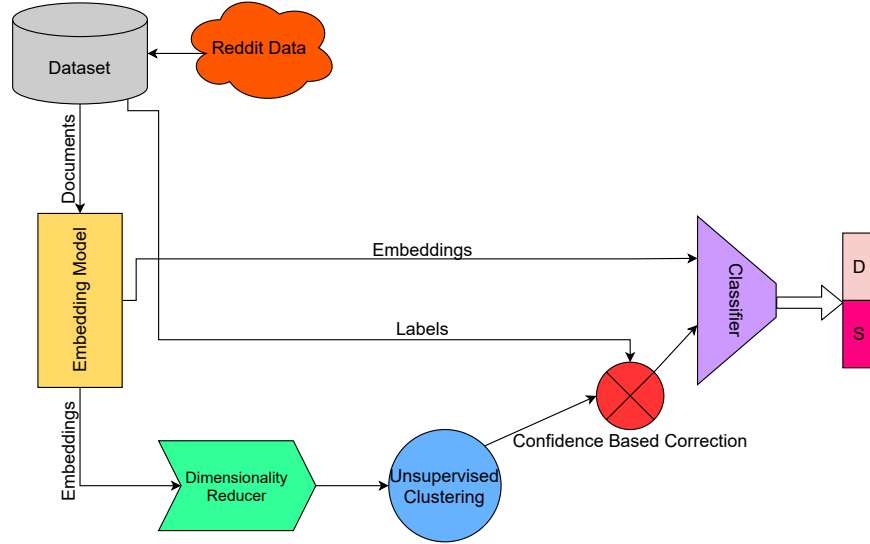 Reddit Data
Dataset
Documents
Embedding Model
Embeddings
Classifier
D
S
Labels
Confidence Based Correction
Embeddings
Dimensionality
Reducer
Unsupervised
Clustering